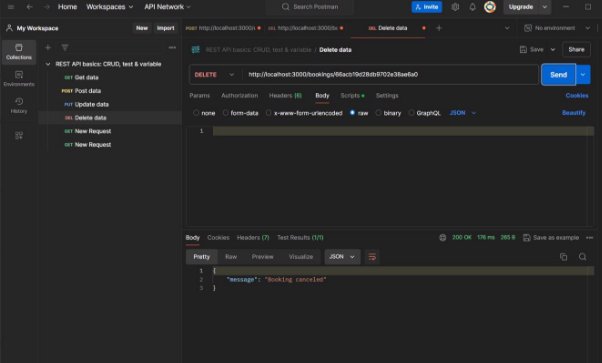 Home Workspaces API Network Search Postman Invite Upgrade
My Workspace New Import POST http://localhost:3000/ DEL http://localhost:3000/bo DEL Delete data No environment
Collections
Environments
History
REST API basics: CRUD, test & variable
GET Get data
POST Post data
PUT Update data
DEL Delete data
GET New Request
GET New Request
REST API basics: CRUD, test & variable / Delete data Save Share
DELETE http://localhost:3000/bookings/66acb19d28db9702e38ae6a0 Send
Params Authorization Headers (8) Body Scripts Settings Cookies
none form-data x-www-form-urlencoded raw binary GraphQL JSON Beautify
1
Body Cookies Headers (7) Test Results (1/1) 200 OK 176 ms 265 B Save as example
Pretty Raw Preview Visualize JSON
1 {
2 "message": "Booking canceled"
3 }